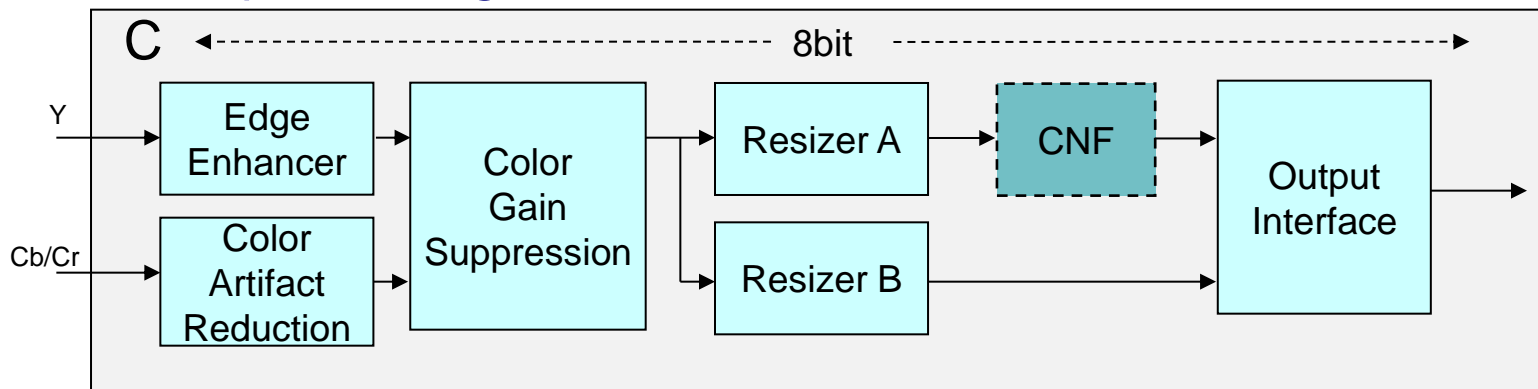 C
8bit
Y
Edge
Enhancer
Color
Gain
Suppression
Resizer A
CNF
Output
Interface
Cb/Cr
Color
Artifact
Reduction
Resizer B